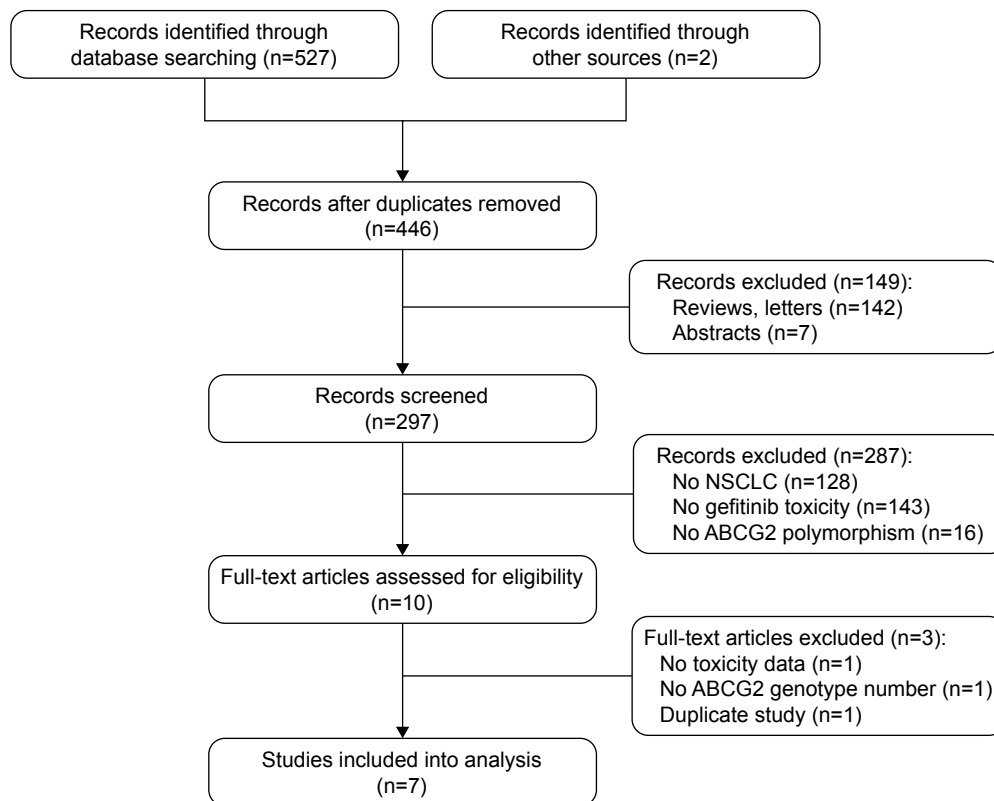 Records identified through
database searching (n=527)
Records identified through
other sources (n=2)
Records after duplicates removed
(n=446)
Records excluded (n=149):
Reviews, letters (n=142)
Abstracts (n=7)
Records screened
(n=297)
Records excluded (n=287):
No NSCLC (n=128)
No gefitinib toxicity (n=143)
No ABCG2 polymorphism (n=16)
Full-text articles assessed for eligibility
(n=10)
Full-text articles excluded (n=3):
No toxicity data (n=1)
No ABCG2 genotype number (n=1)
Duplicate study (n=1)
Studies included into analysis
(n=7)